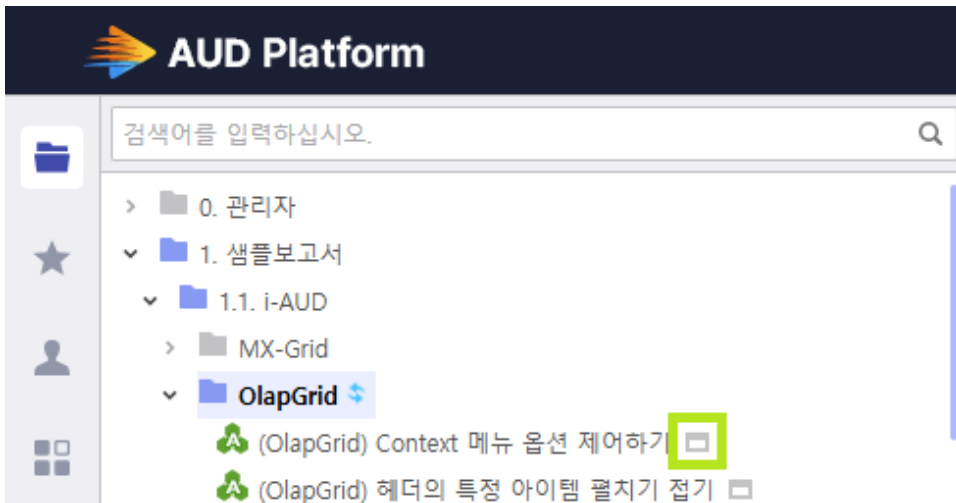 AUD Platform
검색어를 입력하십시오.
0. 관리자
1. 샘플보고서
1.1. i-AUD
MX-Grid
OlapGrid
(OlapGrid) Context 메뉴 옵션 제어하기
(OlapGrid) 헤더의 특정 아이템 펼치기 접기